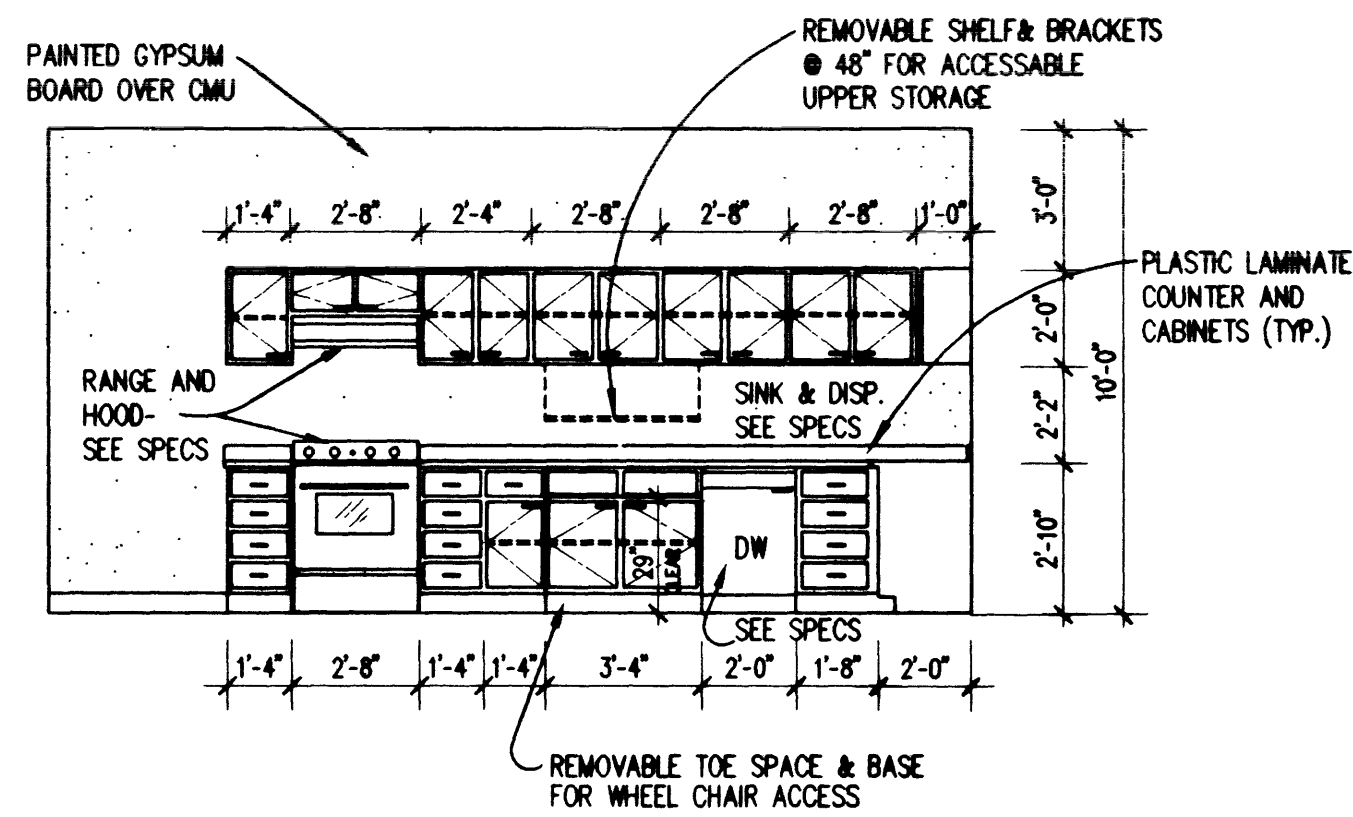 REMOVABLE SHELF& BRACKETS
@ 48" FOR ACCESSABLE
UPPER STORAGE
PAINTED GYPSUM
BOARD OVER CMU
1'-4" 2'-8" 2'-4" 2'-8" 2'-8" 2'-8" 1'-0"
3'-0"
2'-0"
2'-2"
2'-10"
10'-0"
PLASTIC LAMINATE
COUNTER AND
CABINETS (TYP.)
RANGE AND
HOOD-
SEE SPECS
SINK & DISP.
SEE SPECS
29"
CLEAR
DW
SEE SPECS
1'-4" 2'-8" 1'-4" 1'-4" 3'-4" 2'-0" 1'-8" 2'-0"
REMOVABLE TOE SPACE & BASE
FOR WHEEL CHAIR ACCESS